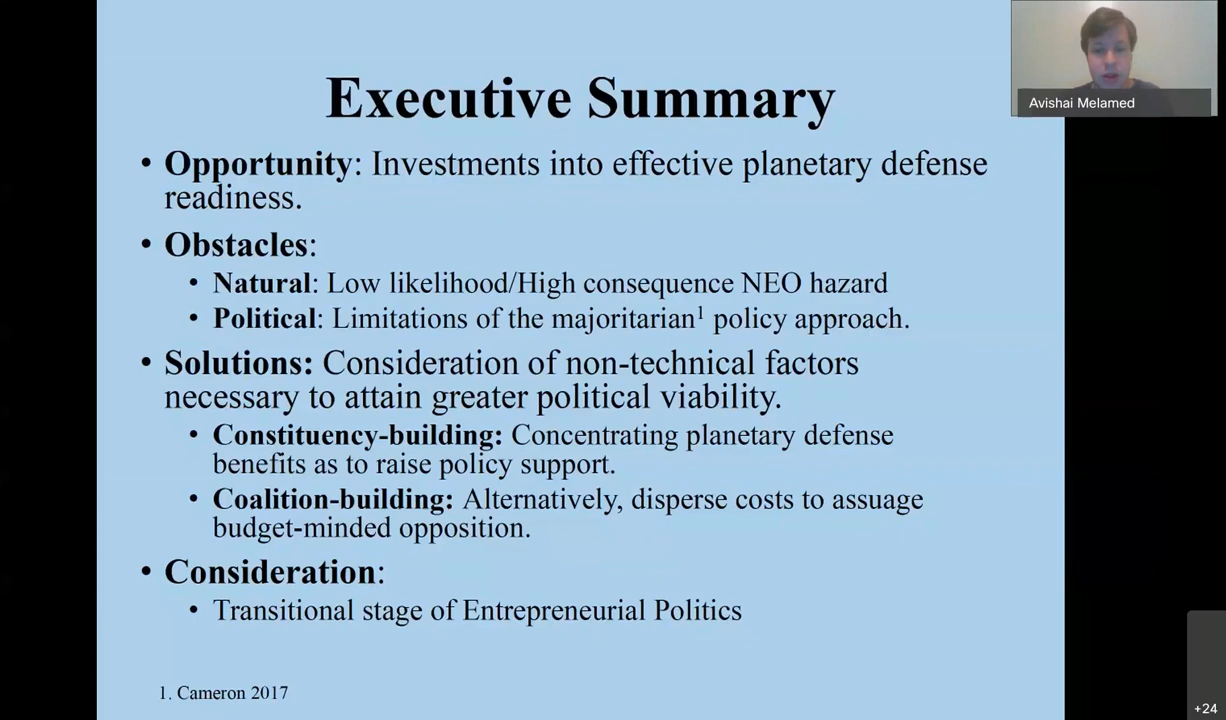 Executive Summary
Avishai Melamed
• Opportunity: Investments into effective planetary defense
readiness.
• Obstacles:
• Natural: Low likelihood/High consequence NEO hazard
• Political: Limitations of the majoritarian¹ policy approach.
• Solutions: Consideration of non-technical factors
necessary to attain greater political viability.
• Constituency-building: Concentrating planetary defense
benefits as to raise policy support.
• Coalition-building: Alternatively, disperse costs to assuage
budget-minded opposition.
• Consideration:
• Transitional stage of Entrepreneurial Politics
1. Cameron 2017
+24